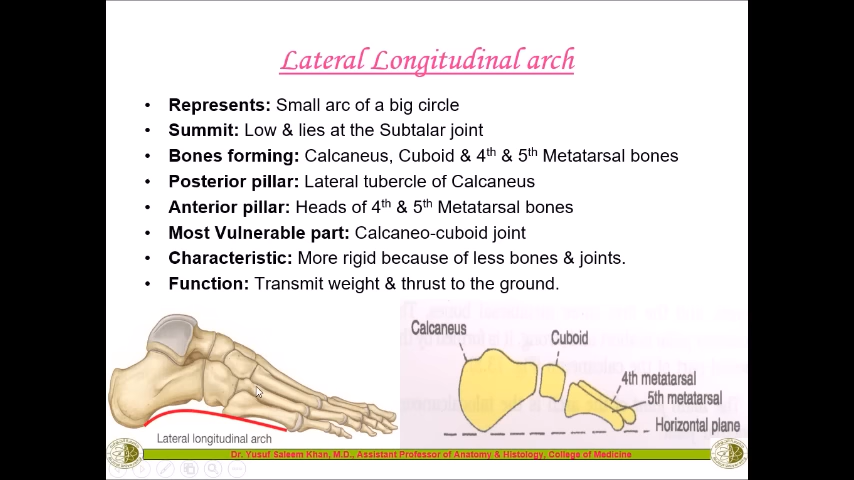 Lateral Longitudinal arch
• Represents: Small arc of a big circle
• Summit: Low & lies at the Subtalar joint
• Bones forming: Calcaneus, Cuboid & 4th & 5th Metatarsal bones
• Posterior pillar: Lateral tubercle of Calcaneus
• Anterior pillar: Heads of 4th & 5th Metatarsal bones
• Most Vulnerable part: Calcaneo-cuboid joint
• Characteristic: More rigid because of less bones & joints.
• Function: Transmit weight & thrust to the ground.
Lateral longitudinal arch
Calcaneus
Cuboid
4th metatarsal
5th metatarsal
Horizontal plane
Dr. Yusuf Saleem Khan, M.D., Assistant Professor of Anatomy & Histology, College of Medicine